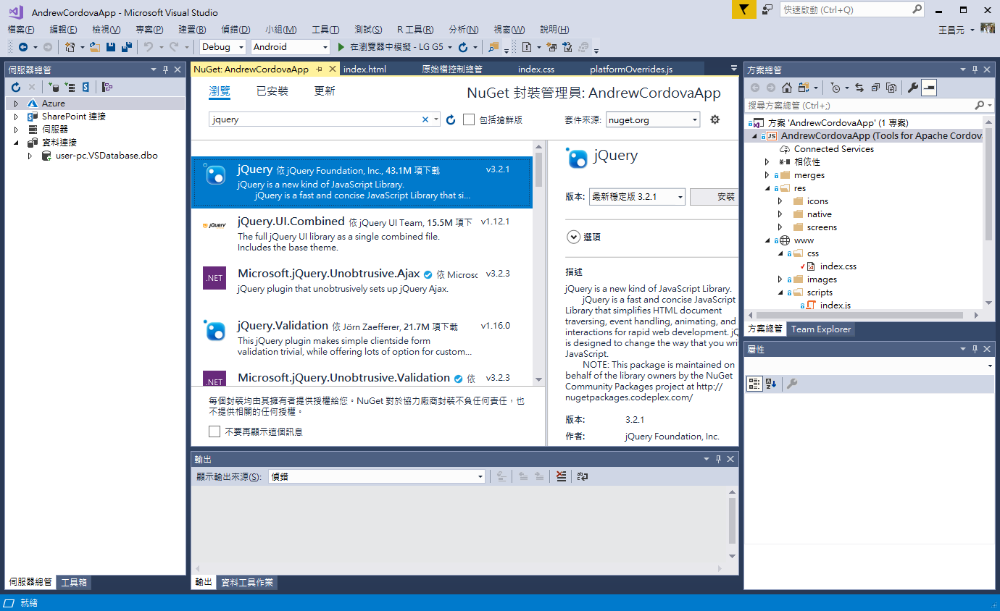 AndrewCordovaApp - Microsoft Visual Studio
快速啟動 (Ctrl+Q)
檔案(F) 編輯(E) 檢視(V) 專案(P) 建置(B) 偵錯(D) 小組(M) 工具(T) 測試(S) R 工具(R) 分析(N) 視窗(W) 說明(H)
王昌元
Debug Android 在瀏覽器中模擬 - LG G5
伺服器總管
Azure
SharePoint 連接
伺服器
資料連接
user-pc.VSDatabase.dbo
伺服器總管 工具箱
NuGet: AndrewCordovaApp index.html 原始檔控制總管 index.css platformOverrides.js
瀏覽 已安裝 更新
NuGet 封裝管理員: AndrewCordovaApp
jquery
包括搶鮮版
套件來源: nuget.org
jQuery 依 jQuery Foundation, Inc., 43.1M 項下載 v3.2.1
jQuery is a new kind of JavaScript Library.
jQuery is a fast and concise JavaScript Library that si...
jQuery
jQuery.UI.Combined 依 jQuery UI Team, 15.5M 項下 v1.12.1
The full jQuery UI library as a single combined file.
Includes the base theme.
.NET
Microsoft.jQuery.Unobtrusive.Ajax 依 Microsc v3.2.3
jQuery plugin that unobtrusively sets up jQuery Ajax.
jQuery.Validation 依 Jörn Zaefferer, 21.7M 項下載 v1.16.0
This jQuery plugin makes simple clientside form
validation trivial, while offering lots of option for custom...
.NET
Microsoft.jQuery.Unobtrusive.Validation 依 v3.2.3
每個封裝均由其擁有者提供授權給您。NuGet 對於協力廠商封裝不負任何責任，也
不提供相關的任何授權。
不要再顯示這個訊息
jQuery
版本: 最新穩定版 3.2.1 安裝
選項
描述
jQuery is a new kind of JavaScript Library.
jQuery is a fast and concise JavaScript
Library that simplifies HTML document
traversing, event handling, animating, and
interactions for rapid web development. jQ
is designed to change the way that you writ
JavaScript.
NOTE: This package is maintained on
behalf of the library owners by the NuGet
Community Packages project at http://
nugetpackages.codeplex.com/
版本: 3.2.1
作者: jQuery Foundation, Inc.
輸出
顯示輸出來源(S): 偵錯
輸出 資料工具作業
方案總管
搜尋方案總管 (Ctrl+;)
方案 'AndrewCordovaApp' (1 專案)
AndrewCordovaApp (Tools for Apache Cordova
Connected Services
相依性
merges
res
icons
native
screens
www
css
index.css
images
scripts
index.js
方案總管 Team Explorer
屬性
就緒